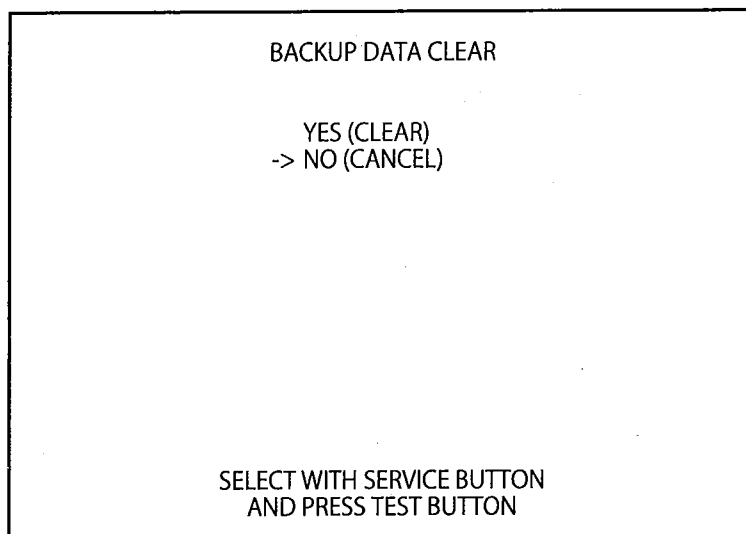 BACKUP DATA CLEAR
YES (CLEAR)
-> NO (CANCEL)
SELECT WITH SERVICE BUTTON
AND PRESS TEST BUTTON